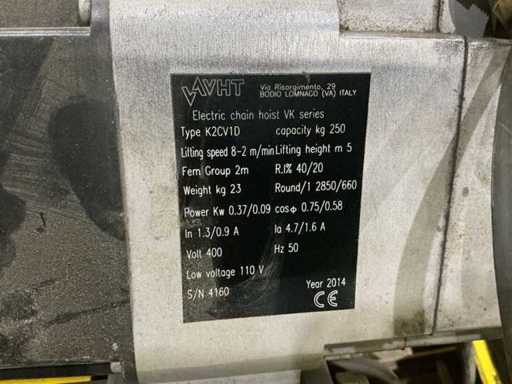 AVHT
Via Risorgimento, 29
BODIO LOMNAGO (VA) ITALY
Electric chain hoist VK series
Type K2CV1D capacity kg 250
Lifting speed 8-2 m/min Lifting height m 5
Fem Group 2m R.I% 40/20
Weight kg 23 Round/1 2850/660
Power Kw 0.37/0.09 cosφ 0.75/0.58
In 1.3/0.9 A Ia 4.7/1.6 A
Volt 400 Hz 50
Low voltage 110 V
S/N 4160 Year 2014
CE